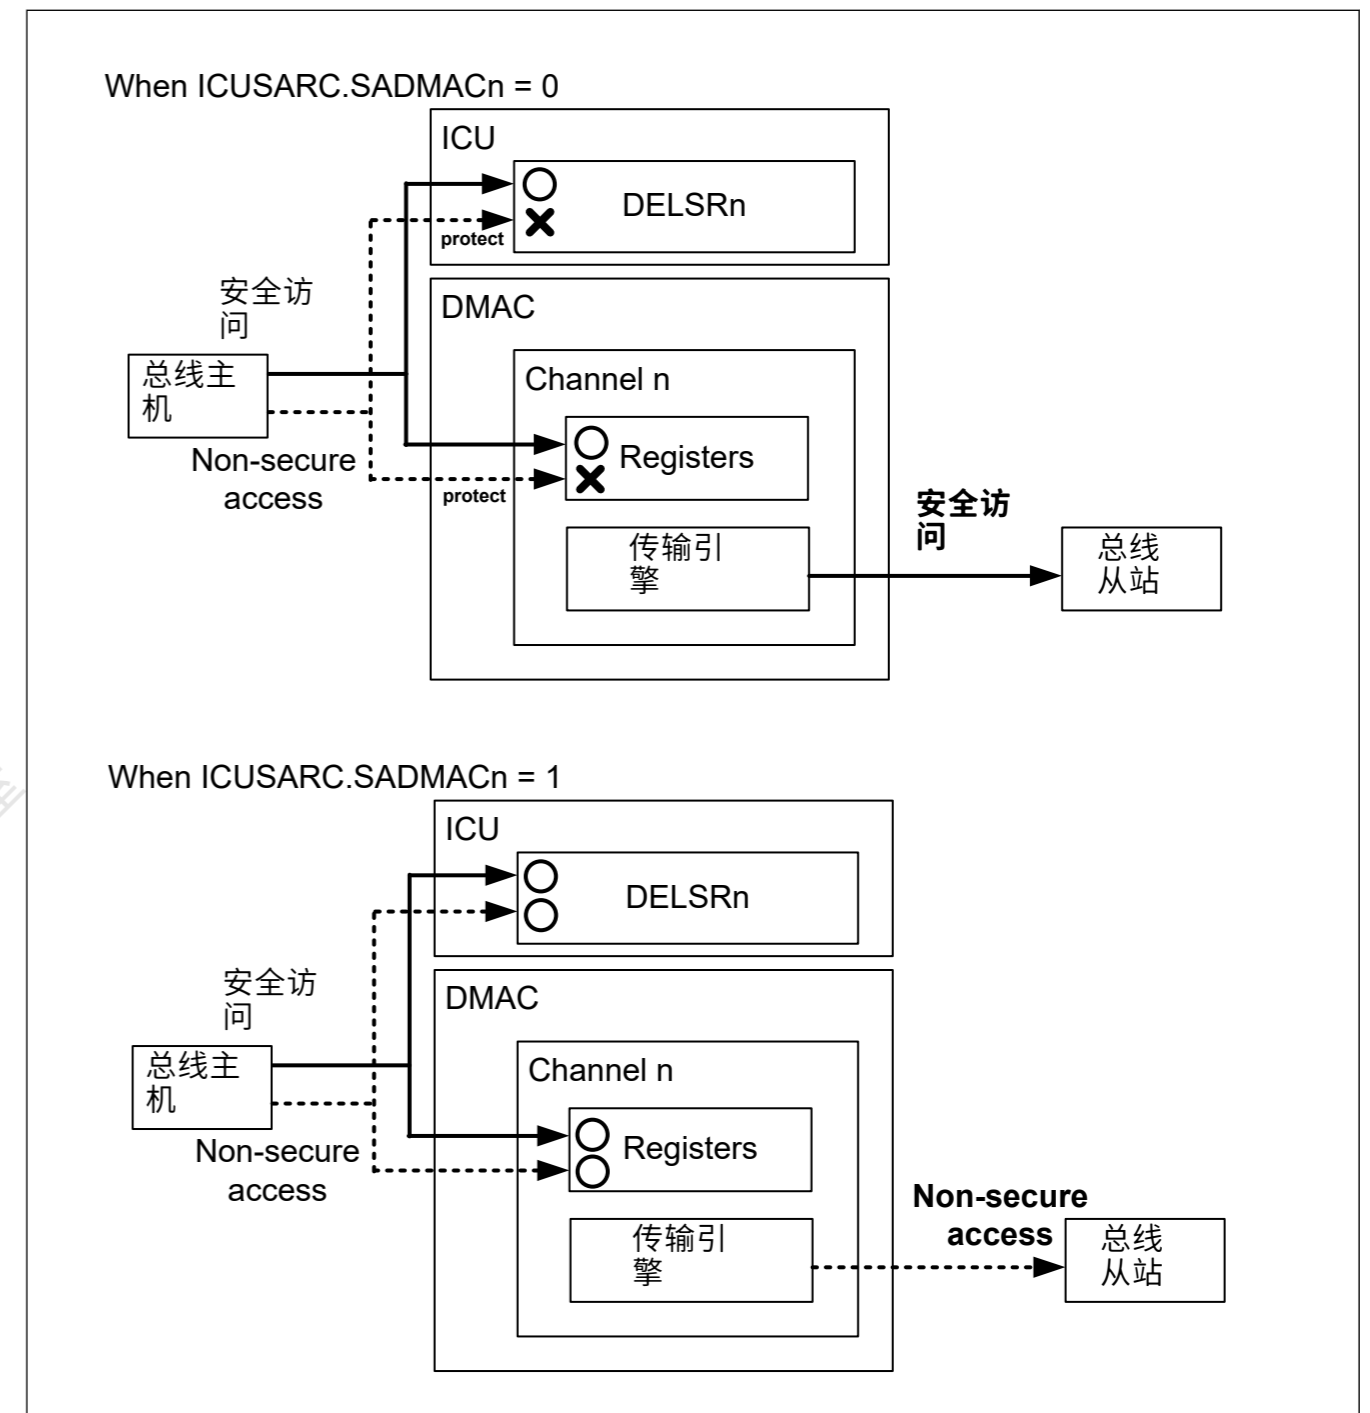 When ICUSARC.SADMACn = 0
ICU
DELSRn
protect
安全访
问
DMAC
总线主
机
Channel n
Non-secure
access
Registers
protect
安全访
问
传输引
擎
总线
从站
When ICUSARC.SADMACn = 1
ICU
DELSRn
安全访
问
DMAC
总线主
机
Channel n
Non-secure
access
Registers
Non-secure
access
传输引
擎
总线
从站